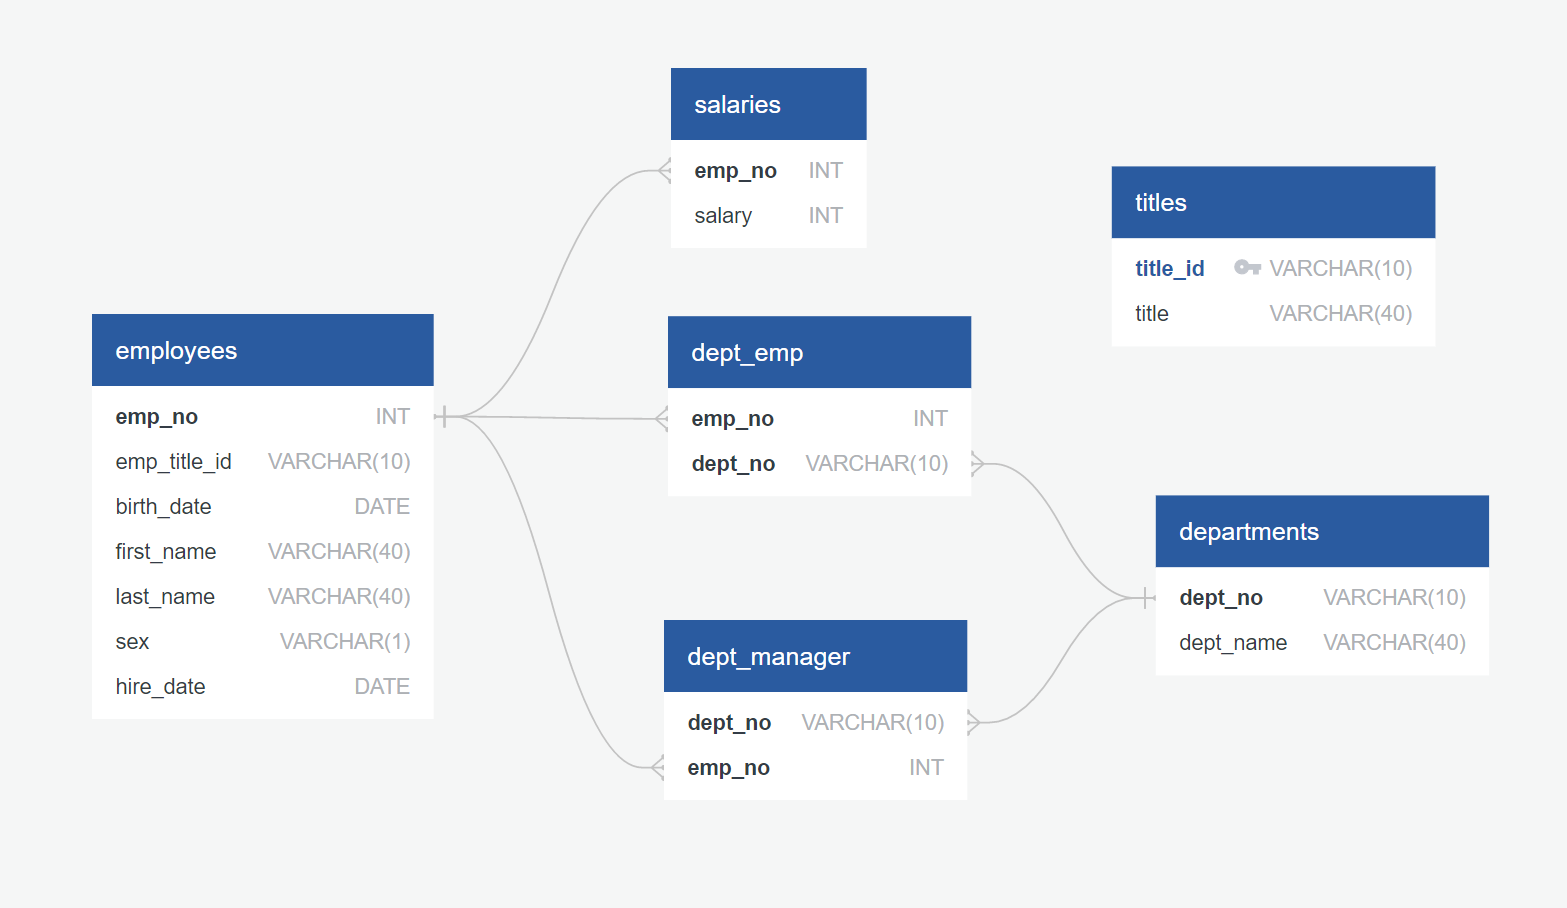 salaries
emp_no INT
salary INT
titles
title_id VARCHAR(10)
title VARCHAR(40)
employees
emp_no INT
emp_title_id VARCHAR(10)
birth_date DATE
first_name VARCHAR(40)
last_name VARCHAR(40)
sex VARCHAR(1)
hire_date DATE
dept_emp
emp_no INT
dept_no VARCHAR(10)
departments
dept_no VARCHAR(10)
dept_name VARCHAR(40)
dept_manager
dept_no VARCHAR(10)
emp_no INT